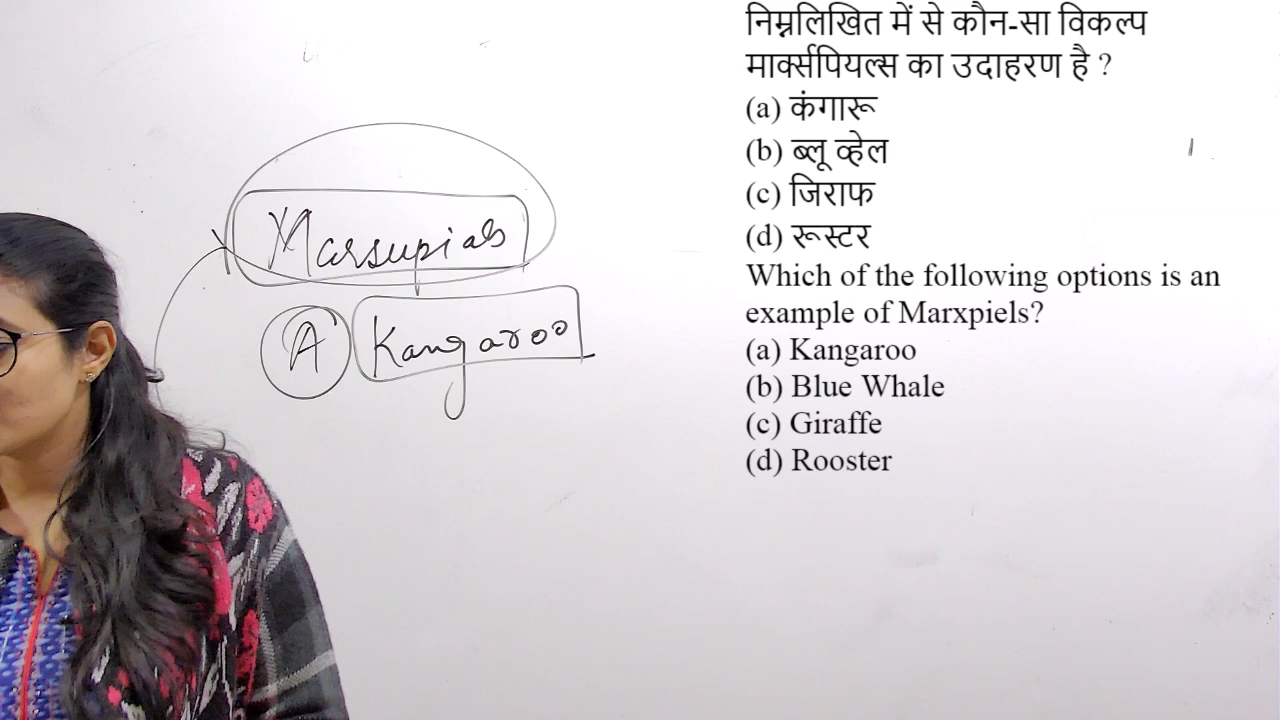 निम्नलिखित में से कौन-सा विकल्प
मार्क्सपियल्स का उदाहरण है ?
(a) कंगारू
(b) ब्लू व्हेल
(c) जिराफ
(d) रूस्टर
Which of the following options is an
example of Marxpiels?
(a) Kangaroo
(b) Blue Whale
(c) Giraffe
(d) Rooster
Marsupials
A Kangaroo